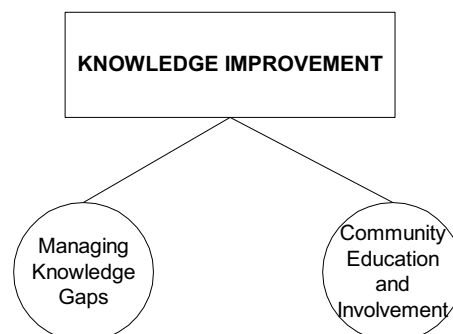 KNOWLEDGE IMPROVEMENT
Managing
Knowledge
Gaps
Community
Education
and
Involvement